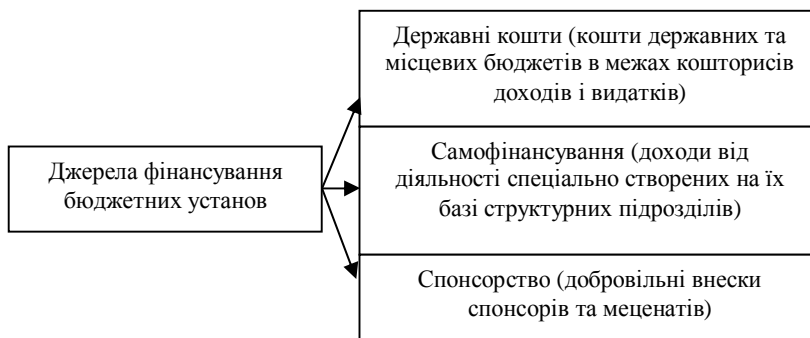 Державні кошти (кошти державних та
місцевих бюджетів в межах кошторисів
доходів і видатків)
Джерела фінансування
бюджетних установ
Самофінансування (доходи від
діяльності спеціально створених на їх
базі структурних підрозділів)
Спонсорство (добровільні внески
спонсорів та меценатів)